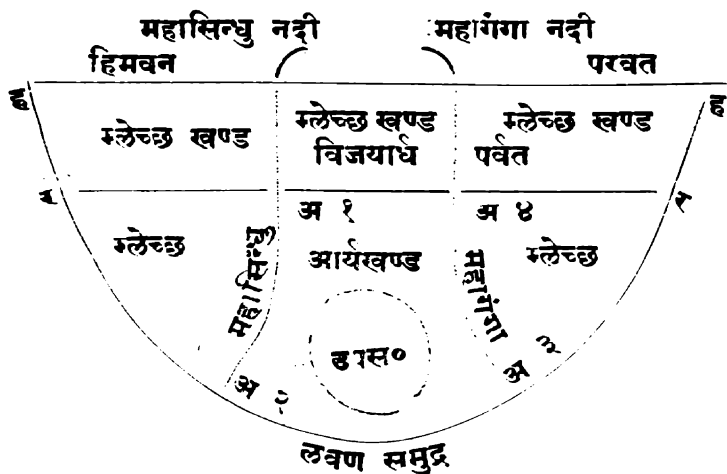 महासिन्धु नदी महागंगा नदी
हिमवन परवत
म्लेच्छ खण्ड म्लेच्छ खण्ड म्लेच्छ खण्ड
विजयार्ध पर्वत
अ १ अ ४
म्लेच्छ आर्यखण्ड म्लेच्छ
महासिन्धु महागंगा
अ २ अ ३
लवण समुद्र